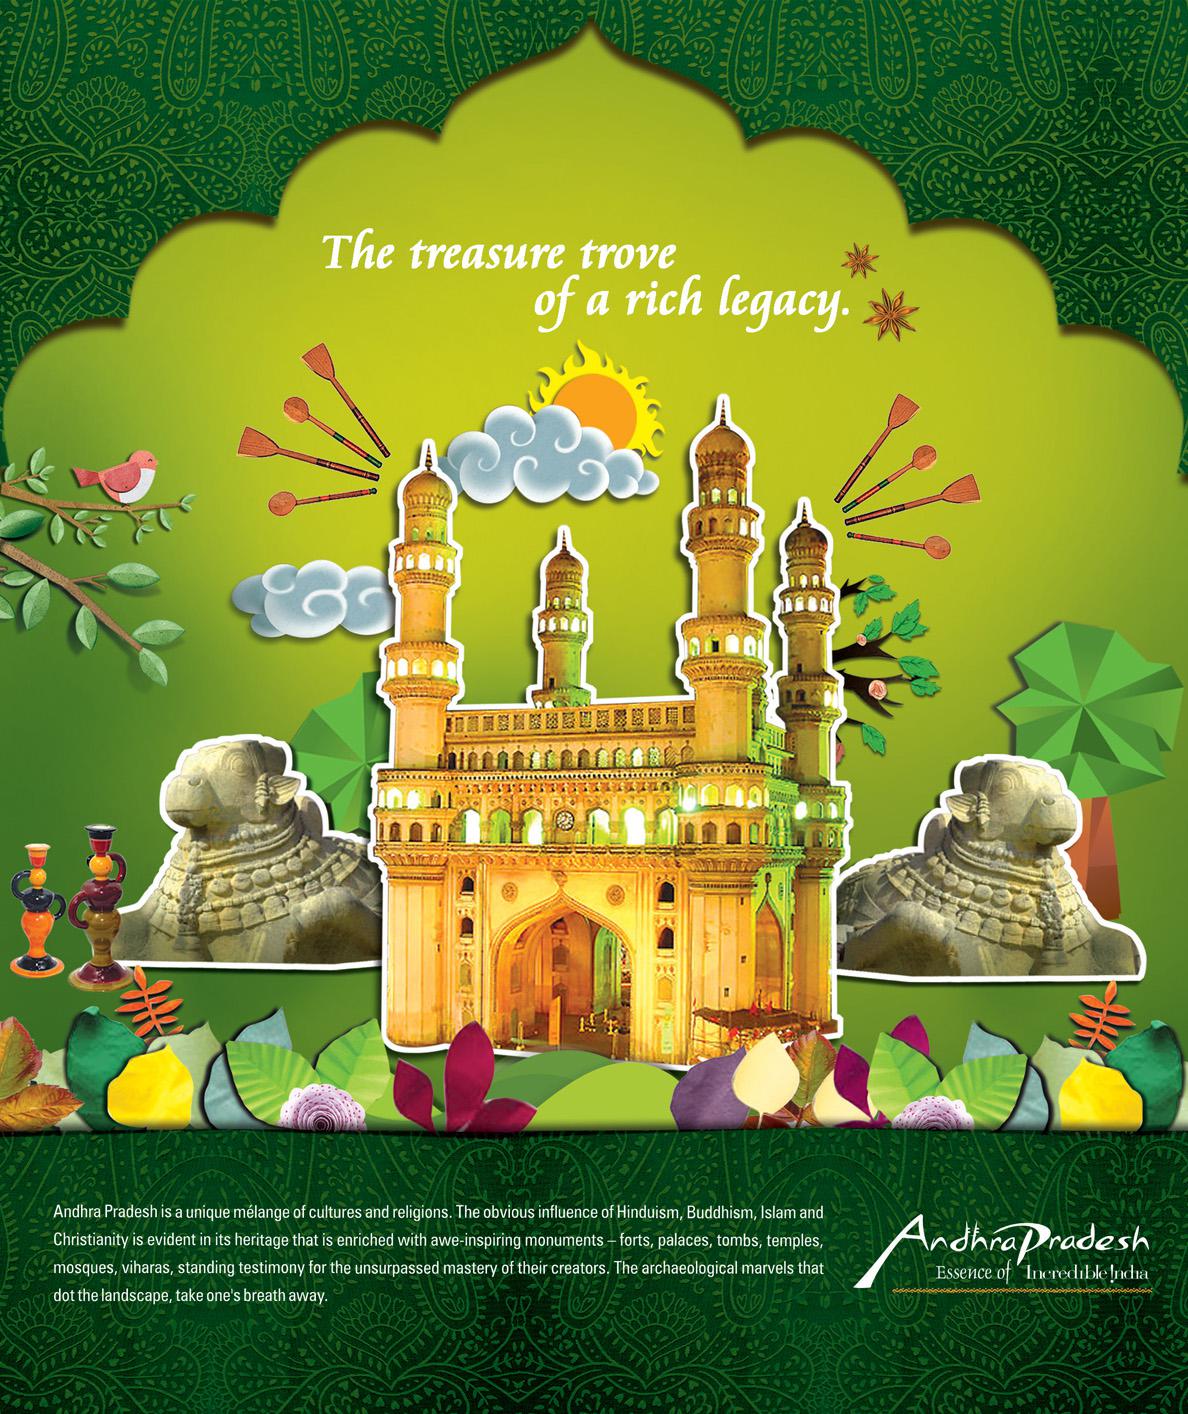 The treasure trove
of a rich legacy.
Andhra Pradesh is a unique mélange of cultures and religions. The obvious influence of Hinduism, Buddhism, Islam and
Christianity is evident in its heritage that is enriched with awe-inspiring monuments – forts, palaces, tombs, temples,
mosques, viharas, standing testimony for the unsurpassed mastery of their creators. The archaeological marvels that
dot the landscape, take one's breath away.
Andhra Pradesh
Essence of Incredible !ndia